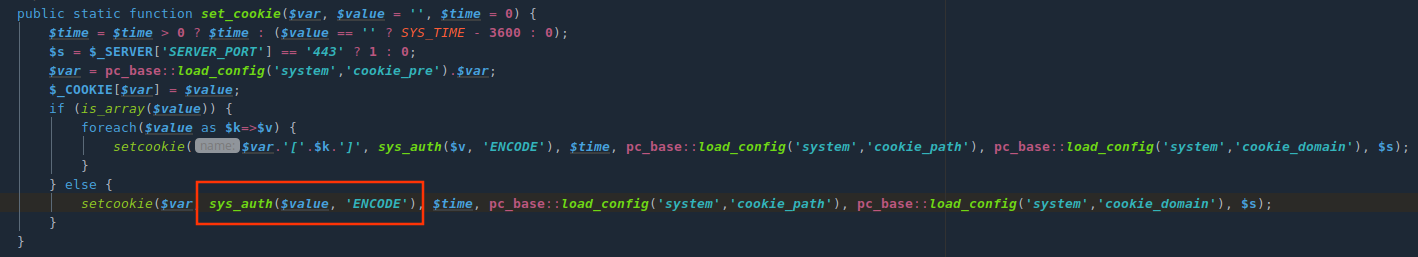 public static function set_cookie($var, $value = '', $time = 0) {
$time = $time > 0 ? $time : ($value == '' ? SYS_TIME - 3600 : 0);
$s = $_SERVER['SERVER_PORT'] == '443' ? 1 : 0;
$var = pc_base::load_config('system','cookie_pre').$var;
$_COOKIE[$var] = $value;
if (is_array($value)) {
foreach($value as $k=>$v) {
setcookie( name: $var.'['.$k.']', sys_auth($v, 'ENCODE'), $time, pc_base::load_config('system','cookie_path'), pc_base::load_config('system','cookie_domain'), $s);
}
} else {
setcookie($var sys_auth($value, 'ENCODE'), $time, pc_base::load_config('system','cookie_path'), pc_base::load_config('system','cookie_domain'), $s);
}
}